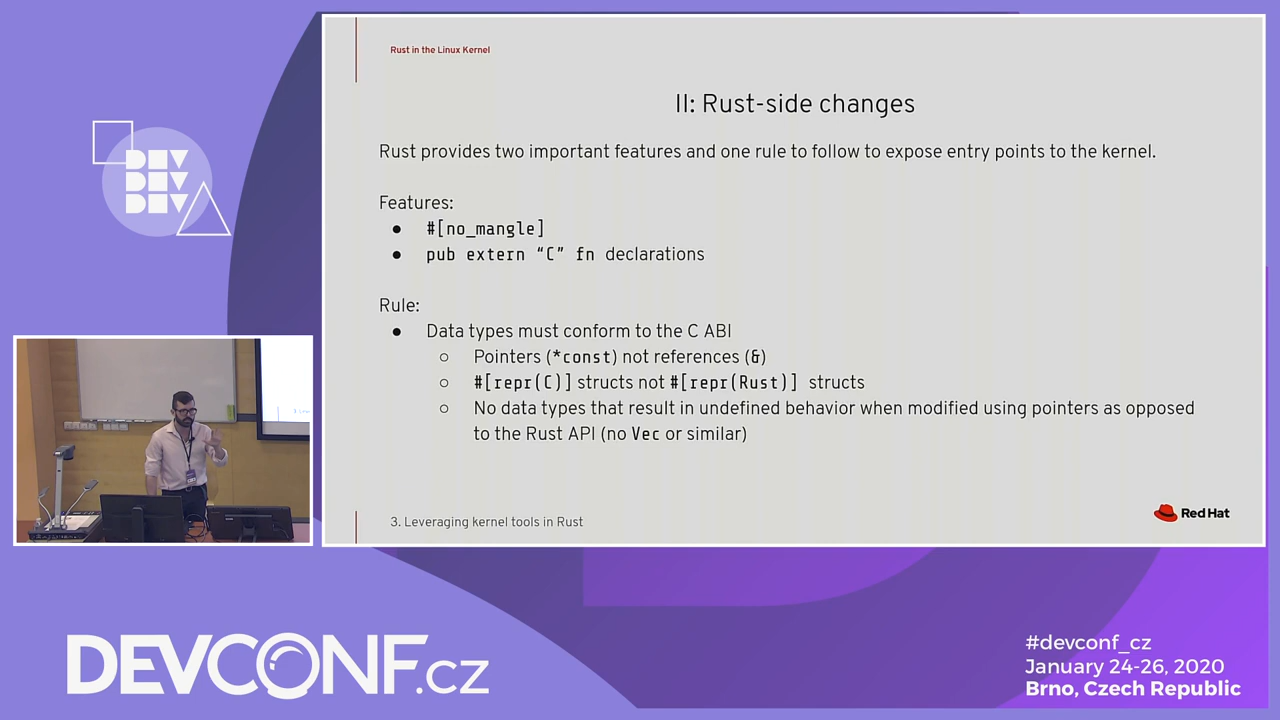 Rust in the Linux Kernel
II: Rust-side changes
Rust provides two important features and one rule to follow to expose entry points to the kernel.
Features:
● #[no_mangle]
● pub extern “C” fn declarations
Rule:
● Data types must conform to the C ABI
○ Pointers (*const) not references (&)
○ #[repr(C)] structs not #[repr(Rust)] structs
○ No data types that result in undefined behavior when modified using pointers as opposed
to the Rust API (no Vec or similar)
3. Leveraging kernel tools in Rust
Red Hat
DEV
DEV
DEV
DEVCONF.cz
#devconf_cz
January 24-26, 2020
Brno, Czech Republic